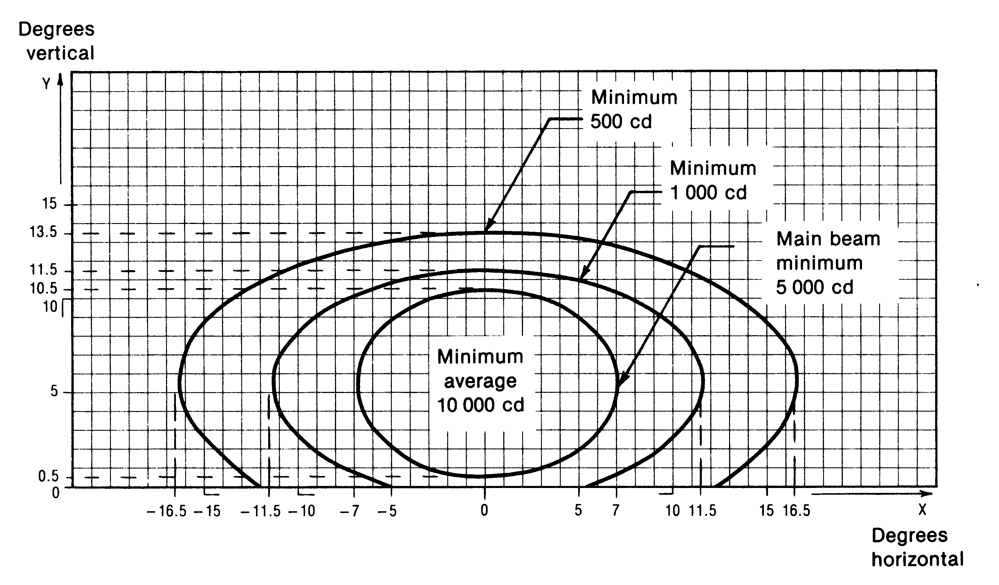 Degrees
vertical
Y
Minimum
500 cd
Minimum
1 000 cd
15
13.5
Main beam
minimum
5 000 cd
11.5
10.5
10
Minimum
average
10 000 cd
5
0.5
0
−16.5 −15 −11.5 −10 −7 −5 0 5 7 10 11.5 15 16.5 X
Degrees
horizontal